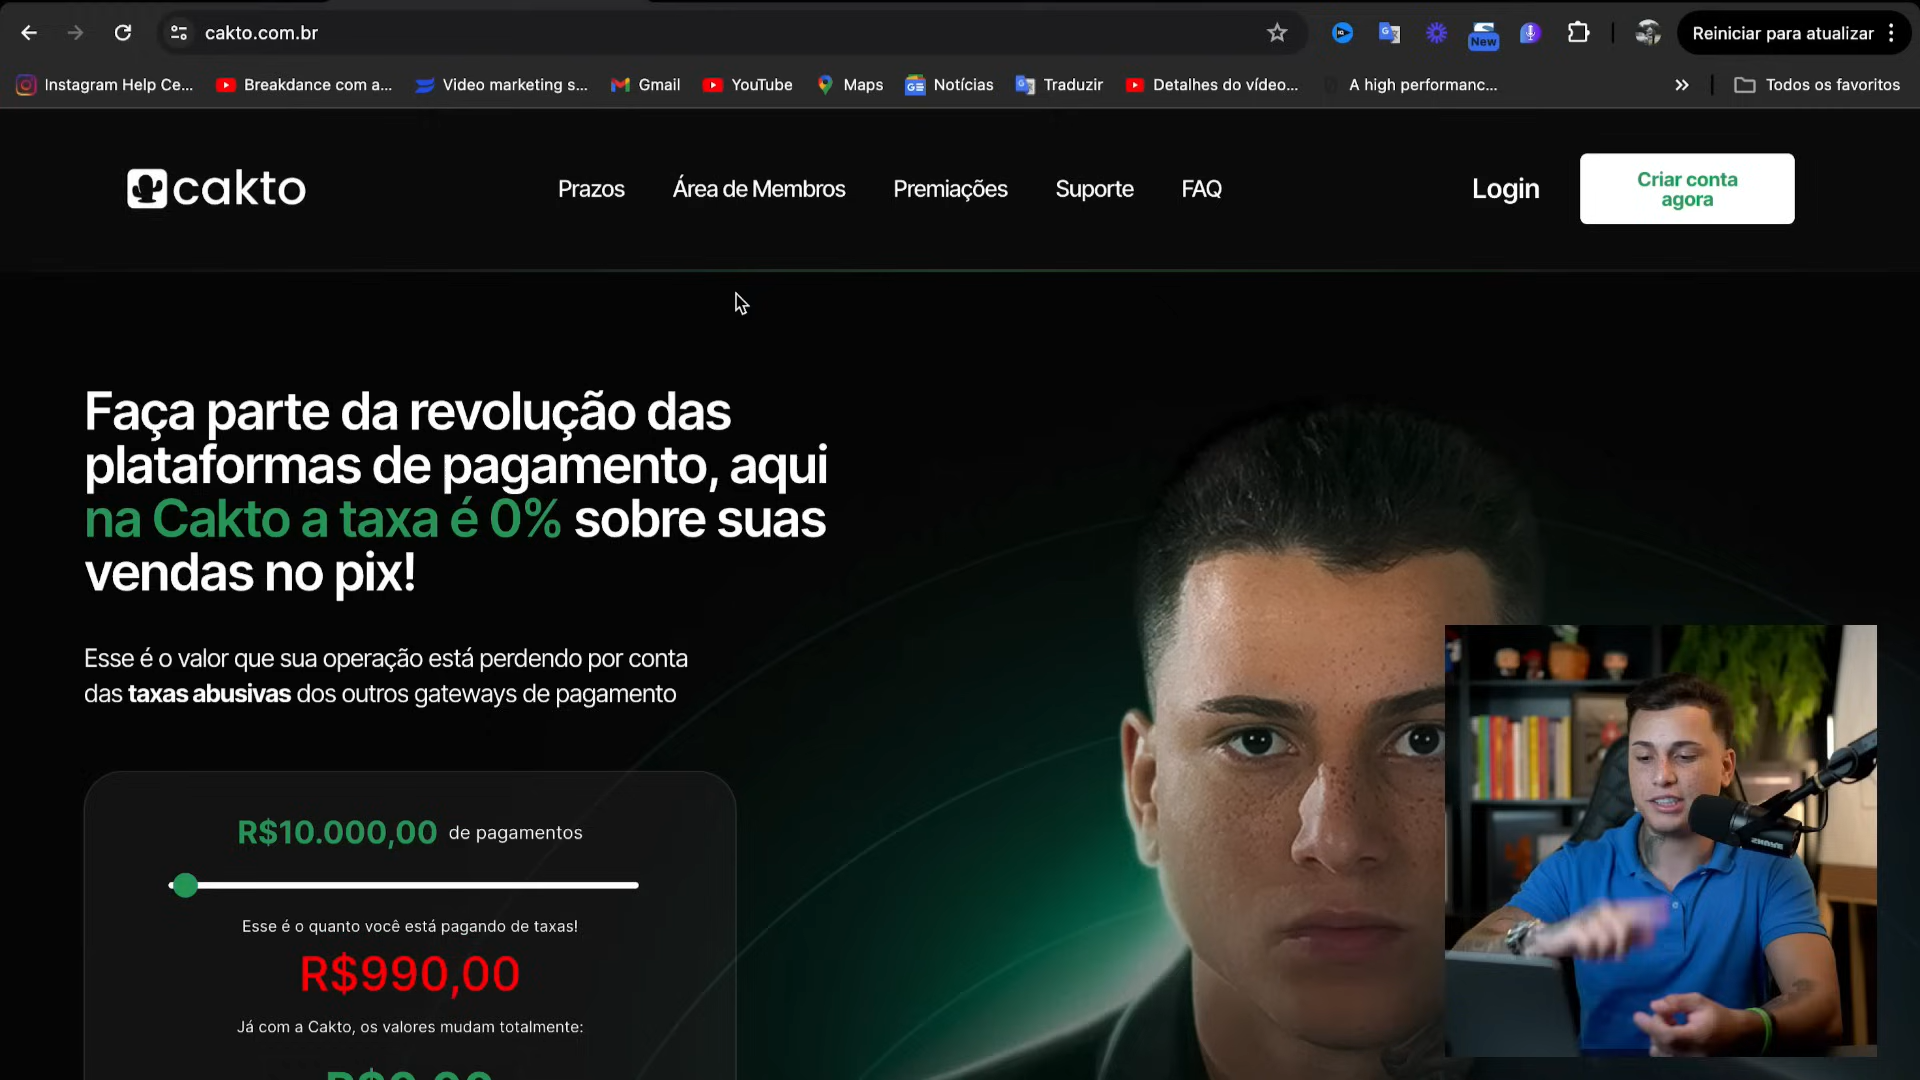 cakto.com.br
New
Reiniciar para atualizar
Instagram Help Ce...
Breakdance com a...
Video marketing s...
Gmail
YouTube
Maps
Notícias
Traduzir
Detalhes do vídeo...
A high performanc...
Todos os favoritos
cakto
Prazos
Área de Membros
Premiações
Suporte
FAQ
Login
Criar conta
agora
Faça parte da revolução das
plataformas de pagamento, aqui
na Cakto a taxa é 0% sobre suas
vendas no pix!
Esse é o valor que sua operação está perdendo por conta
das taxas abusivas dos outros gateways de pagamento
R$10.000,00 de pagamentos
Esse é o quanto você está pagando de taxas!
R$990,00
Já com a Cakto, os valores mudam totalmente:
R$0,00